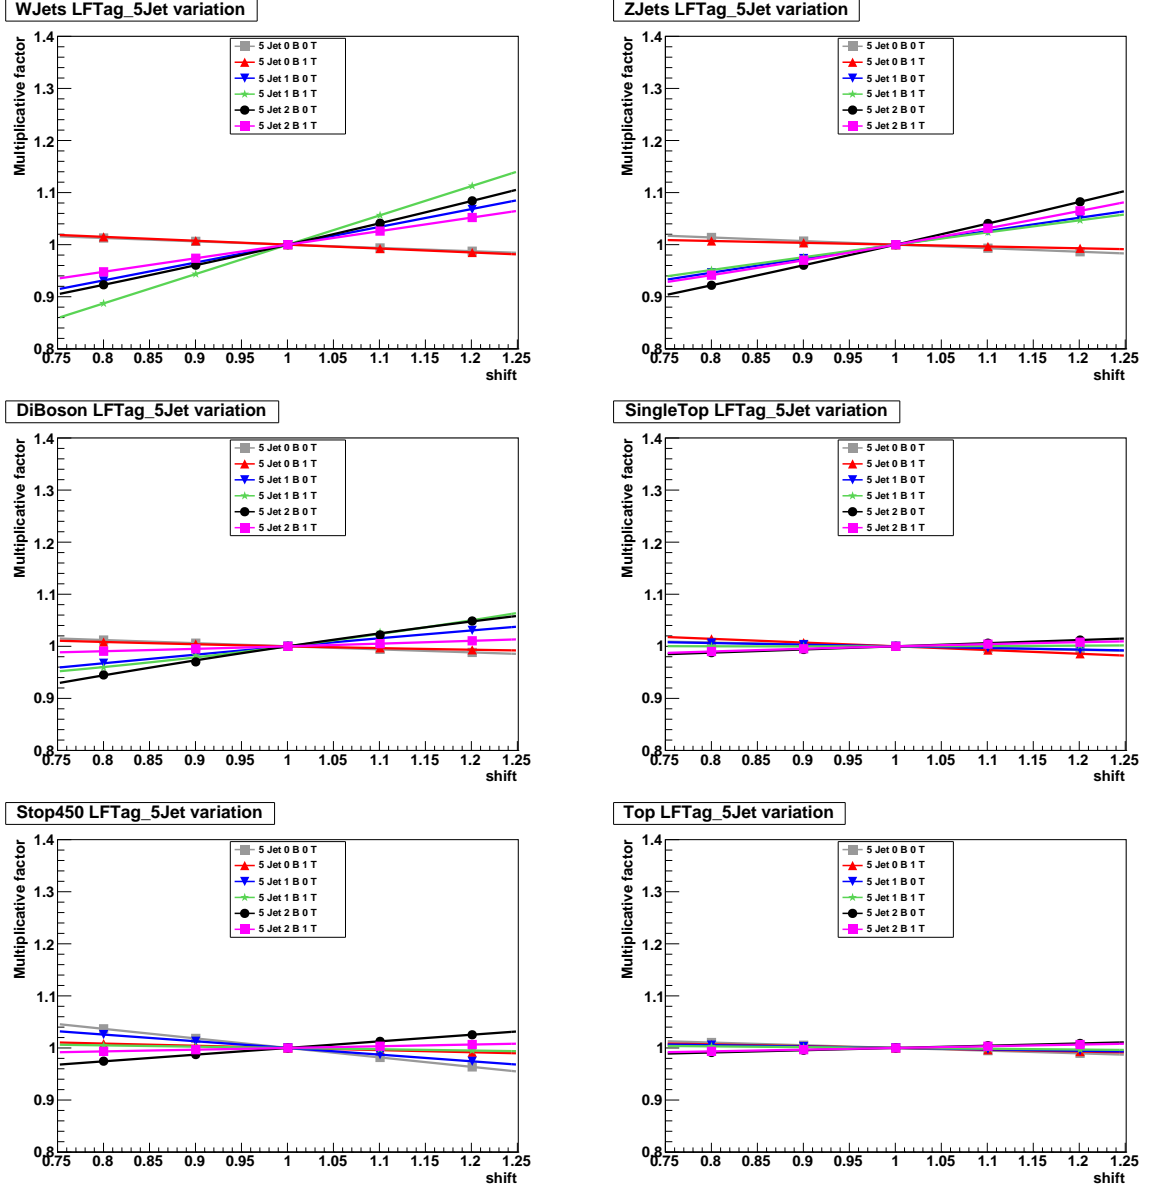 WJets LFTag_5Jet variation
Multiplicative factor
1.4
1.3
1.2
1.1
1
0.9
0.8
5 Jet 0 B 0 T
5 Jet 0 B 1 T
5 Jet 1 B 0 T
5 Jet 1 B 1 T
5 Jet 2 B 0 T
5 Jet 2 B 1 T
0.75 0.8 0.85 0.9 0.95 1 1.05 1.1 1.15 1.2 1.25
shift
ZJets LFTag_5Jet variation
Multiplicative factor
1.4
1.3
1.2
1.1
1
0.9
0.8
5 Jet 0 B 0 T
5 Jet 0 B 1 T
5 Jet 1 B 0 T
5 Jet 1 B 1 T
5 Jet 2 B 0 T
5 Jet 2 B 1 T
0.75 0.8 0.85 0.9 0.95 1 1.05 1.1 1.15 1.2 1.25
shift
DiBoson LFTag_5Jet variation
Multiplicative factor
1.4
1.3
1.2
1.1
1
0.9
0.8
5 Jet 0 B 0 T
5 Jet 0 B 1 T
5 Jet 1 B 0 T
5 Jet 1 B 1 T
5 Jet 2 B 0 T
5 Jet 2 B 1 T
0.75 0.8 0.85 0.9 0.95 1 1.05 1.1 1.15 1.2 1.25
shift
SingleTop LFTag_5Jet variation
Multiplicative factor
1.4
1.3
1.2
1.1
1
0.9
0.8
5 Jet 0 B 0 T
5 Jet 0 B 1 T
5 Jet 1 B 0 T
5 Jet 1 B 1 T
5 Jet 2 B 0 T
5 Jet 2 B 1 T
0.75 0.8 0.85 0.9 0.95 1 1.05 1.1 1.15 1.2 1.25
shift
Stop450 LFTag_5Jet variation
Multiplicative factor
1.4
1.3
1.2
1.1
1
0.9
0.8
5 Jet 0 B 0 T
5 Jet 0 B 1 T
5 Jet 1 B 0 T
5 Jet 1 B 1 T
5 Jet 2 B 0 T
5 Jet 2 B 1 T
0.75 0.8 0.85 0.9 0.95 1 1.05 1.1 1.15 1.2 1.25
shift
Top LFTag_5Jet variation
Multiplicative factor
1.4
1.3
1.2
1.1
1
0.9
0.8
5 Jet 0 B 0 T
5 Jet 0 B 1 T
5 Jet 1 B 0 T
5 Jet 1 B 1 T
5 Jet 2 B 0 T
5 Jet 2 B 1 T
0.75 0.8 0.85 0.9 0.95 1 1.05 1.1 1.15 1.2 1.25
shift